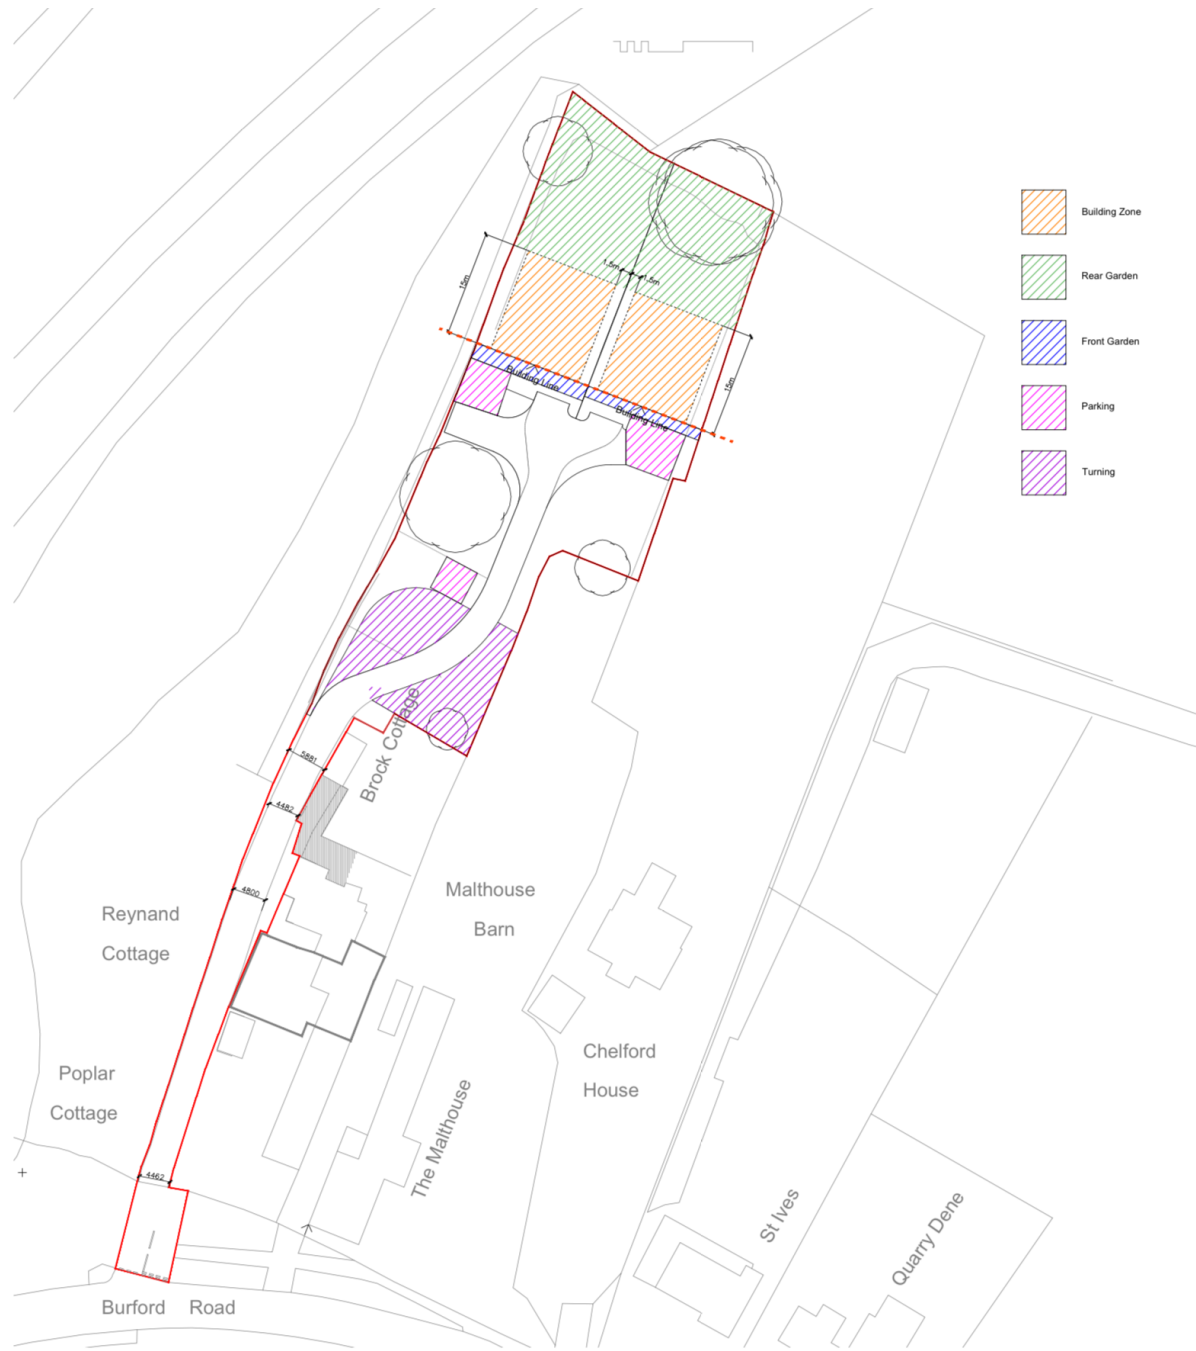 Building Zone
Rear Garden
Front Garden
Parking
Turning
1.5m
1.5m
15m
15m
Building Line
Building Line
Brock Cottage
5881
4482
4800
Reynand
Cottage
Malthouse
Barn
Chelford
House
Poplar
Cottage
The Malthouse
4462
St Ives
Quarry Dene
Burford Road